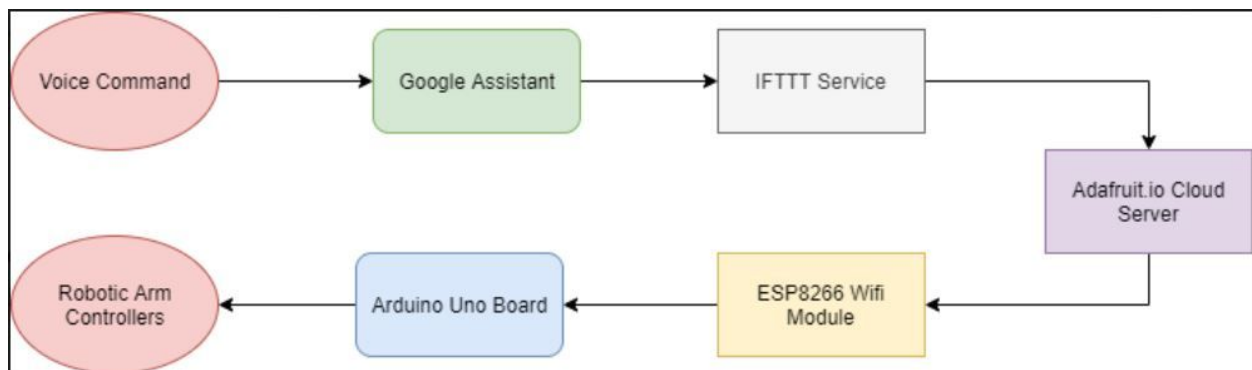 Voice Command
Google Assistant
IFTTT Service
Adafruit.io Cloud
Server
Robotic Arm
Controllers
Arduino Uno Board
ESP8266 Wifi
Module